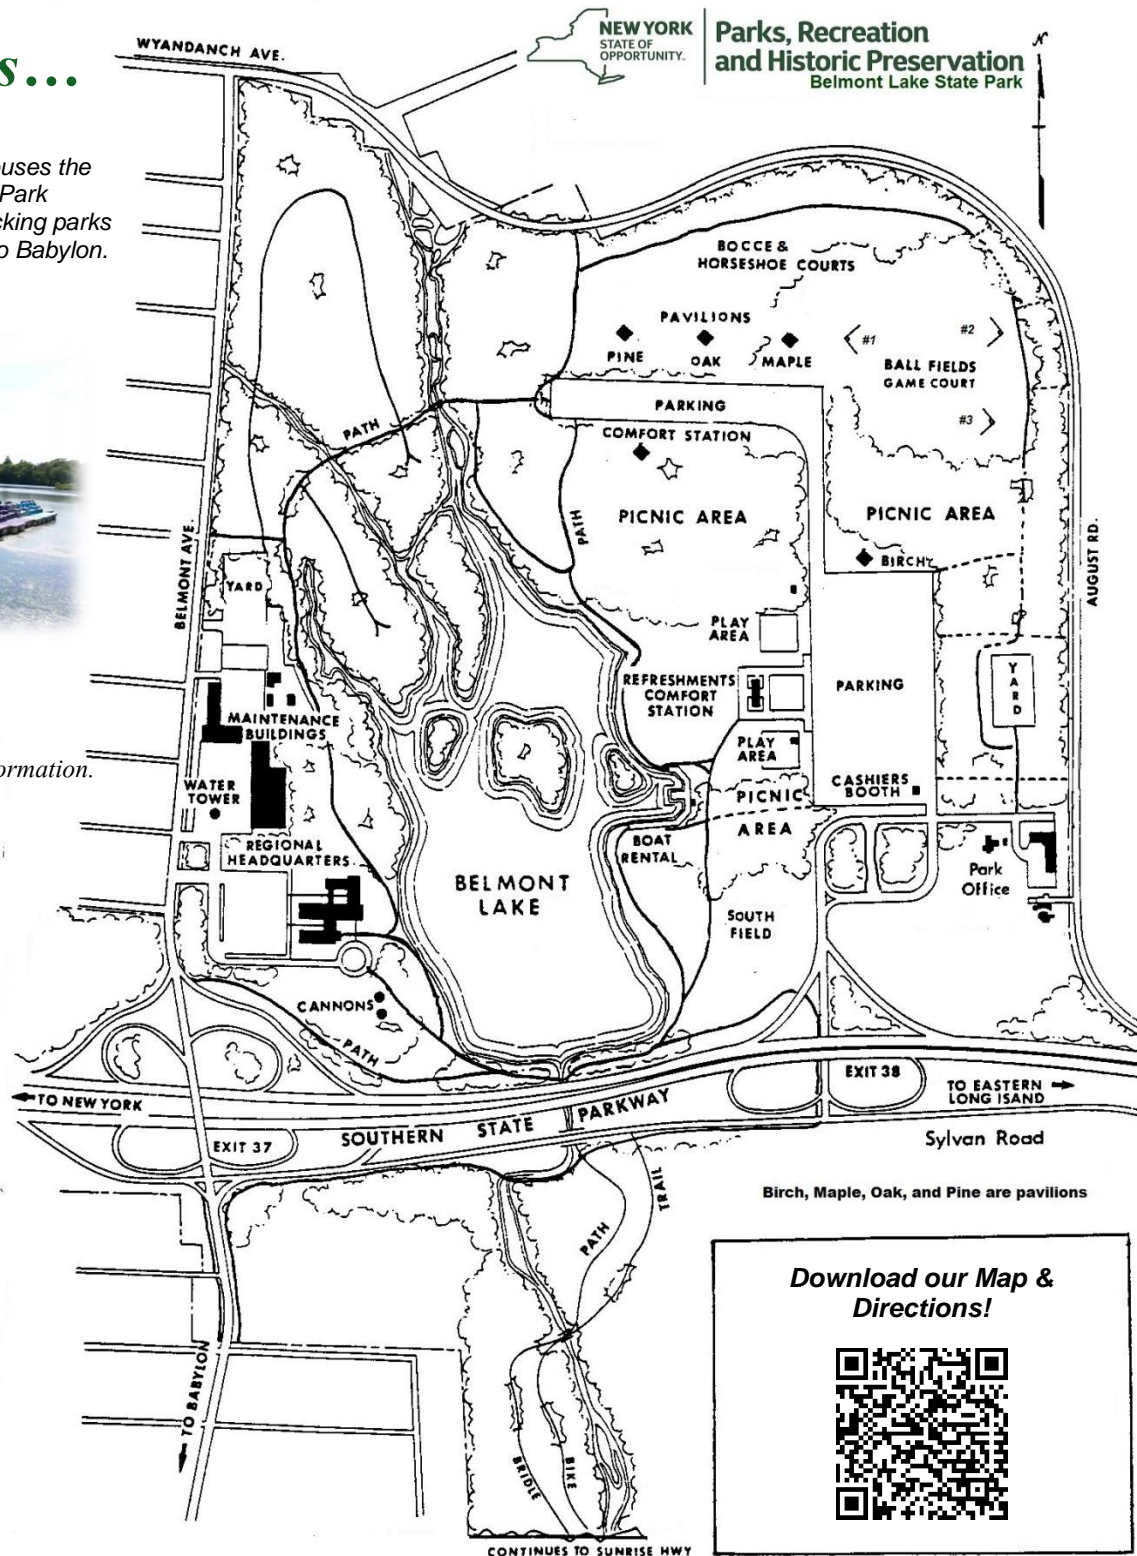 s…
WYANDANCH AVE.
NEW YORK
STATE OF
OPPORTUNITY.
Parks, Recreation
and Historic Preservation
Belmont Lake State Park
N
uses the
Park
cking parks
o Babylon.
ormation.
BOCCE &
HORSESHOE COURTS
PAVILIONS
PINE
OAK
MAPLE
#1
#2
#3
BALL FIELDS
GAME COURT
PARKING
COMFORT STATION
PATH
PATH
PICNIC AREA
PICNIC AREA
BIRCH
BELMONT AVE.
AUGUST RD.
YARD
PLAY
AREA
REFRESHMENTS
COMFORT
STATION
PARKING
YARD
MAINTENANCE
BUILDINGS
PLAY
AREA
WATER
TOWER
CASHIERS
BOOTH
PICNIC
AREA
REGIONAL
HEADQUARTERS
BOAT
RENTAL
Park
Office
BELMONT
LAKE
SOUTH
FIELD
CANNONS
PATH
TO NEW YORK
EXIT 37
SOUTHERN STATE PARKWAY
EXIT 38
TO EASTERN
LONG ISAND
Sylvan Road
Birch, Maple, Oak, and Pine are pavilions
TRAIL
PATH
TO BABYLON
BRIDLE
BIKE
CONTINUES TO SUNRISE HWY
Download our Map &
Directions!